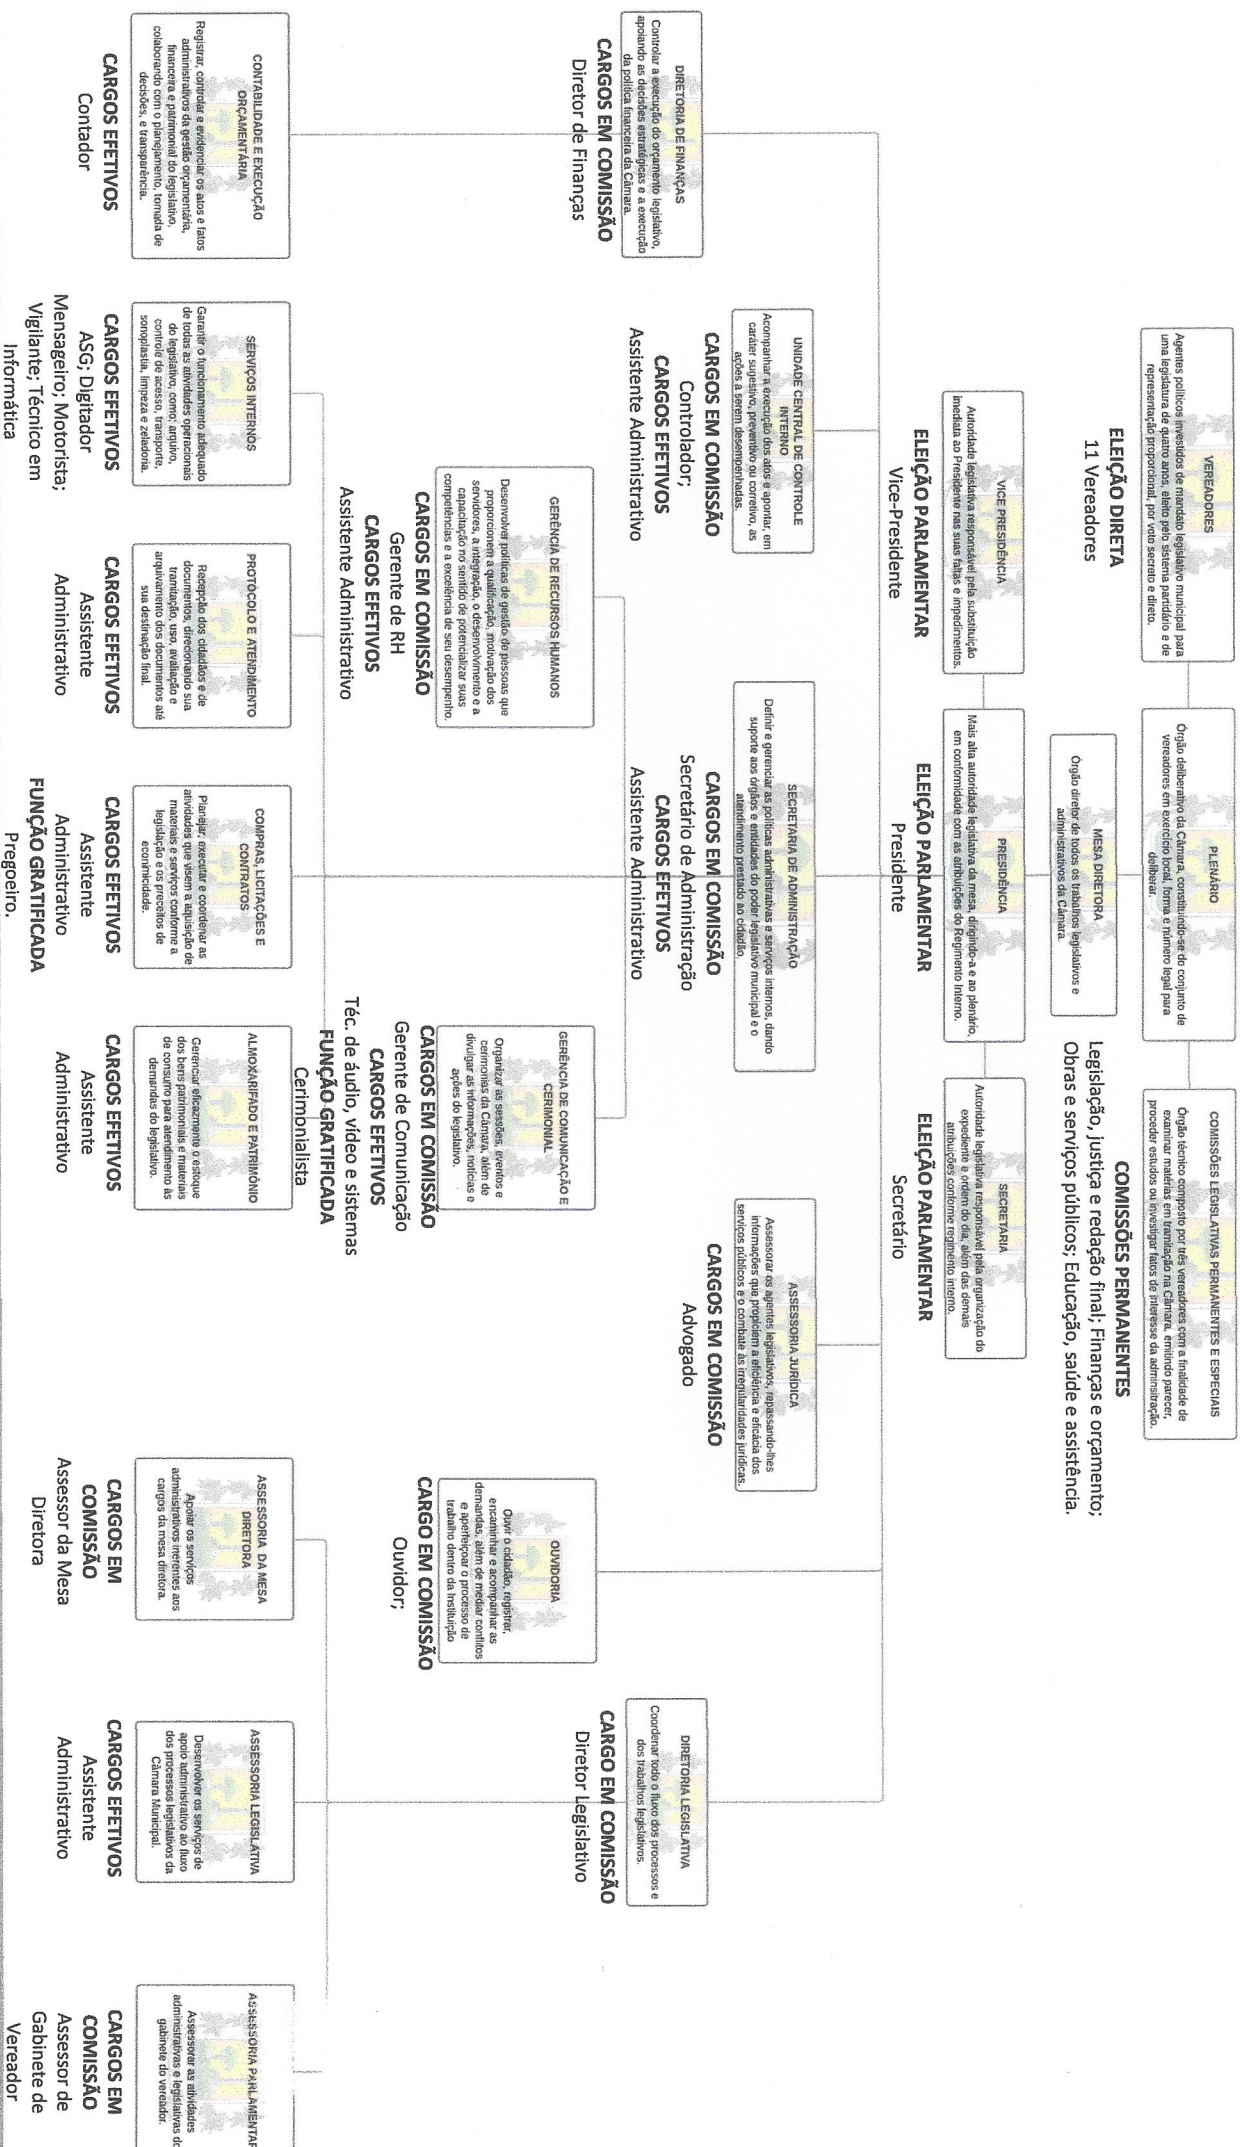 VEREADORES
Agentes políticos investidos de mandato legislativo municipal para
uma legislatura de quatro anos, eleito pelo sistema partidário e de
representação proporcional, por voto secreto e direto.
ELEIÇÃO DIRETA
11 Vereadores
PLENÁRIO
Órgão deliberativo da Câmara, constituindo-se do conjunto de
vereadores em exercício local, forma e número legal para
deliberar.
COMISSÕES LEGISLATIVAS PERMANENTES E ESPECIAIS
Órgão técnico composto por três vereadores com a finalidade de
examinar matérias em tramitação na Câmara, emitindo parecer,
proceder estudos ou investigar fatos de interesse da adminsitração.
COMISSÕES PERMANENTES
Legislação, justiça e redação final; Finanças e orçamento;
Obras e serviços públicos; Educação, saúde e assistência.
MESA DIRETORA
Órgão diretor de todos os trabalhos legislativos e
administrativos da Câmara.
VICE PRESIDÊNCIA
Autoridade legislativa responsável pela substituição
imediata ao Presidente nas suas faltas e impedimentos.
ELEIÇÃO PARLAMENTAR
Vice-Presidente
PRESIDÊNCIA
Mais alta autoridade legislativa da mesa, dirigindo-a e ao plenário,
em conformidade com as atribuições do Regimento Interno.
ELEIÇÃO PARLAMENTAR
Presidente
SECRETARIA
Autoridade legislativa responsável pela organização do
expediente e ordem do dia, além das demais
atribuições conforme regimento interno.
ELEIÇÃO PARLAMENTAR
Secretário
DIRETORIA DE FINANÇAS
Controlar a execução do orçamento legislativo,
apoiando as decisões estratégicas e a execução
da política financeira da Câmara.
CARGOS EM COMISSÃO
Diretor de Finanças
UNIDADE CENTRAL DE CONTROLE
INTERNO
Acompanhar a execução dos atos e apontar, em
caráter sugestivo, preventivo ou corretivo, as
ações a serem desempenhadas.
CARGOS EM COMISSÃO
Controlador;
CARGOS EFETIVOS
Assistente Administrativo
SECRETARIA DE ADMINISTRAÇÃO
Definir e gerenciar as políticas administrativas e serviços internos, dando
suporte aos órgãos e entidades do poder legislativo municipal e o
atendimento prestado ao cidadão.
CARGOS EM COMISSÃO
Secretário de Administração
CARGOS EFETIVOS
Assistente Administrativo
ASSESSORIA JURÍDICA
Assessorar os agentes legislativos, repassando-lhes
informações que propiciem a eficiência e eficácia dos
serviços públicos e o combate às irregularidades jurídicas.
CARGOS EM COMISSÃO
Advogado
OUVIDORIA
Ouvir o cidadão, registrar,
encaminhar e acompanhar as
demandas, além de mediar conflitos
e aperfeiçoar o processo de
trabalho dentro da Instituição
CARGO EM COMISSÃO
Ouvidor;
DIRETORIA LEGISLATIVA
Coordenar todo o fluxo dos processos e
dos trabalhos legislativos.
CARGO EM COMISSÃO
Diretor Legislativo
GERÊNCIA DE RECURSOS HUMANOS
Desenvolver políticas de gestão de pessoas que
proporcionem a qualificação, motivação dos
servidores, a integração, o desenvolvimento e a
capacitação no sentido de potencializar suas
competências e a excelência de seu desempenho.
CARGOS EM COMISSÃO
Gerente de RH
CARGOS EFETIVOS
Assistente Administrativo
GERÊNCIA DE COMUNICAÇÃO E
CERIMONIAL
Organizar as sessões, eventos e
cerimonias da Câmara, além de
divulgar as informações, notícias e
ações do legislativo.
CARGOS EM COMISSÃO
Gerente de Comunicação
CARGOS EFETIVOS
Téc. de áudio, vídeo e sistemas
FUNÇÃO GRATIFICADA
Cerimonialista
CONTABILIDADE E EXECUÇÃO
ORÇAMENTÁRIA
Registrar, controlar e evidenciar os atos e fatos
administrativos da gestão orçamentária,
financeira e patrimonial do legislativo,
colaborando com o planejamento, tomada de
decisões, e transparência.
CARGOS EFETIVOS
Contador
SERVIÇOS INTERNOS
Garantir o funcionamento adequado
de todas as atividades operacionais
do legislativo, como: arquivo,
controle de acesso, transporte,
sonoplastia, limpeza e zeladoria.
CARGOS EFETIVOS
ASG; Digitador
Mensageiro; Motorista;
Vigilante; Técnico em
Informática
PROTOCOLO E ATENDIMENTO
Recepção dos cidadãos e de
documentos, direcionando sua
tramitação, uso, avaliação e
arquivamento dos documentos até
sua destinação final.
CARGOS EFETIVOS
Assistente
Administrativo
COMPRAS, LICITAÇÕES E
CONTRATOS
Planejar, executar e coordenar as
atividades que visem a aquisição de
materiais e serviços conforme a
legislação e os preceitos de
econimicidade.
CARGOS EFETIVOS
Assistente
Administrativo
FUNÇÃO GRATIFICADA
Pregoeiro.
ALMOXARIFADO E PATRIMÔNIO
Gerenciar eficazmente o estoque
dos bens patrimoniais e materiais
de consumo para atendimento às
demandas do legislativo.
CARGOS EFETIVOS
Assistente
Administrativo
ASSESSORIA DA MESA
DIRETORA
Apoiar os serviços
administrativos inerentes aos
cargos da mesa diretora.
CARGOS EM
COMISSÃO
Assessor da Mesa
Diretora
ASSESSORIA LEGISLATIVA
Desenvolver os serviços de
apoio administrativo ao fluxo
dos processos legislativos da
Câmara Municipal.
CARGOS EFETIVOS
Assistente
Administrativo
ASSESSORIA PARLAMENTAR
Assessorar as atividades
administrativas e legislativas do
gabinete do vereador.
CARGOS EM
COMISSÃO
Assessor de
Gabinete de
Vereador